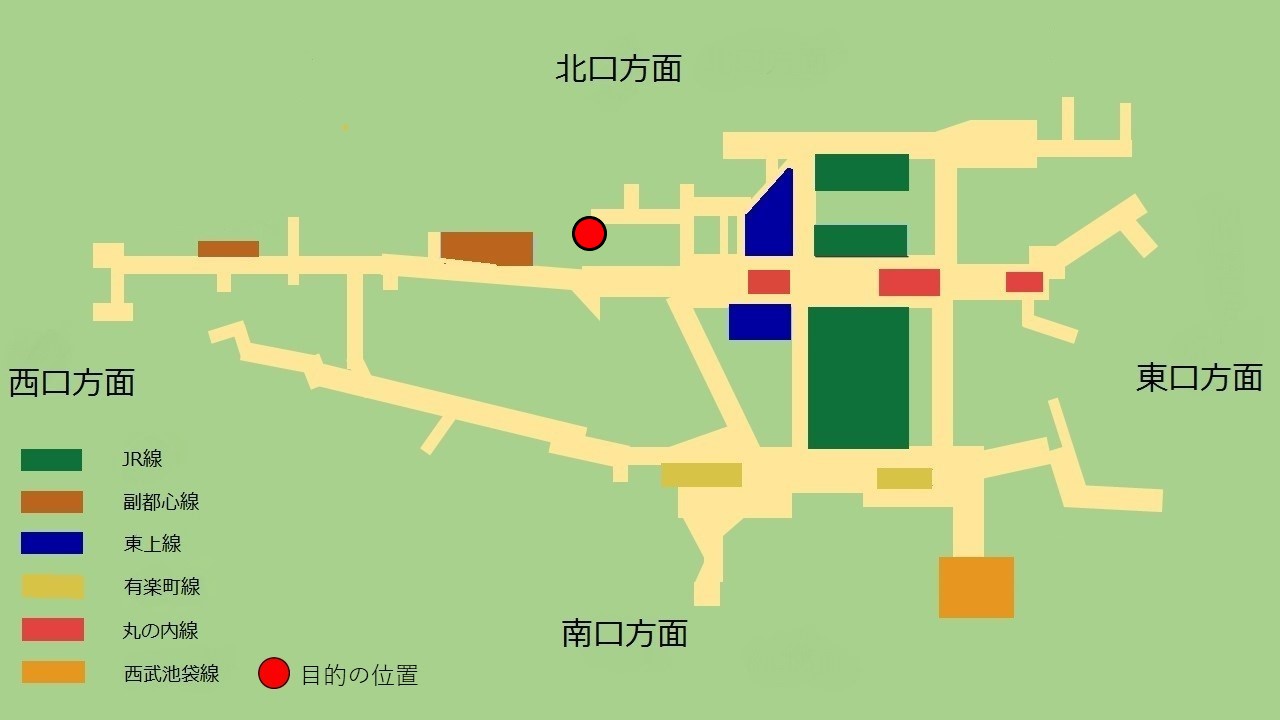 北口方面
西口方面
東口方面
JR線
副都心線
東上線
有楽町線
丸の内線
西武池袋線
目的の位置
南口方面